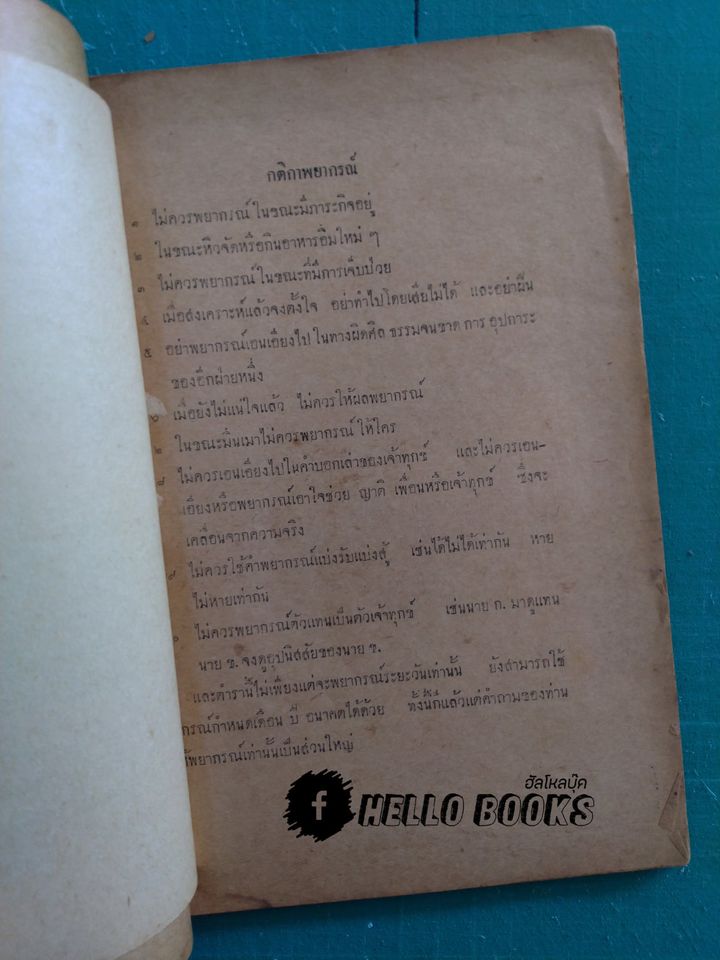 กติกาพยากรณ์
๑ ไม่ควรพยากรณ์ ในขณะมีภาระกิจอยู่
๒ ในขณะหิวจัดหรือกินอาหารอิ่มใหม่ ๆ
๓ ไม่ควรพยากรณ์ ในขณะที่มีการเจ็บป่วย
๔ เมื่อสงเคราะห์แล้วจงตั้งใจ อย่าทำไปโดยเสียไม่ได้ และอย่าฝืน
๕ อย่าพยากรณ์เอนเอียงไป ในทางผิดศีล ธรรมจนขาด การ อุปการะ
ของอีกฝ่ายหนึ่ง
๖ เมื่อยังไม่แน่ใจแล้ว ไม่ควรให้ผลพยากรณ์
ในขณะมึนเมาไม่ควรพยากรณ์ ให้ใคร
๘ ไม่ควรเอนเอียงไปในคำบอกเล่าของเจ้าทุกข์ และไม่ควรเอน-
เอียงหรือพยากรณ์เอาใจช่วย ญาติ เพื่อนหรือเจ้าทุกข์ ซึ่งจะ
เคลื่อนจากความจริง
๙ ไม่ควรใช้คำพยากรณ์แบ่งรับแบ่งสู้ เช่นได้ไม่ได้เท่ากัน หาย
ไม่หายเท่ากัน
ไม่ควรพยากรณ์ตัวแทนเป็นตัวเจ้าทุกข์ เช่นนาย ก. มาดูแทน
นาย ข. จงดูอุปนิสสัยของนาย ข.
และตำรานี้ไม่เพียงแต่จะพยากรณ์ระยะวันเท่านั้น ยังสามารถใช้
กรณ์กำหนดเดือน ปี อนาคตได้ด้วย ทั้งนี้ก็แล้วแต่คำถามของท่าน
พยากรณ์เท่านั้นเป็นส่วนใหญ่
ฮัลโหลบุ๊ค
f HELLO BOOKS